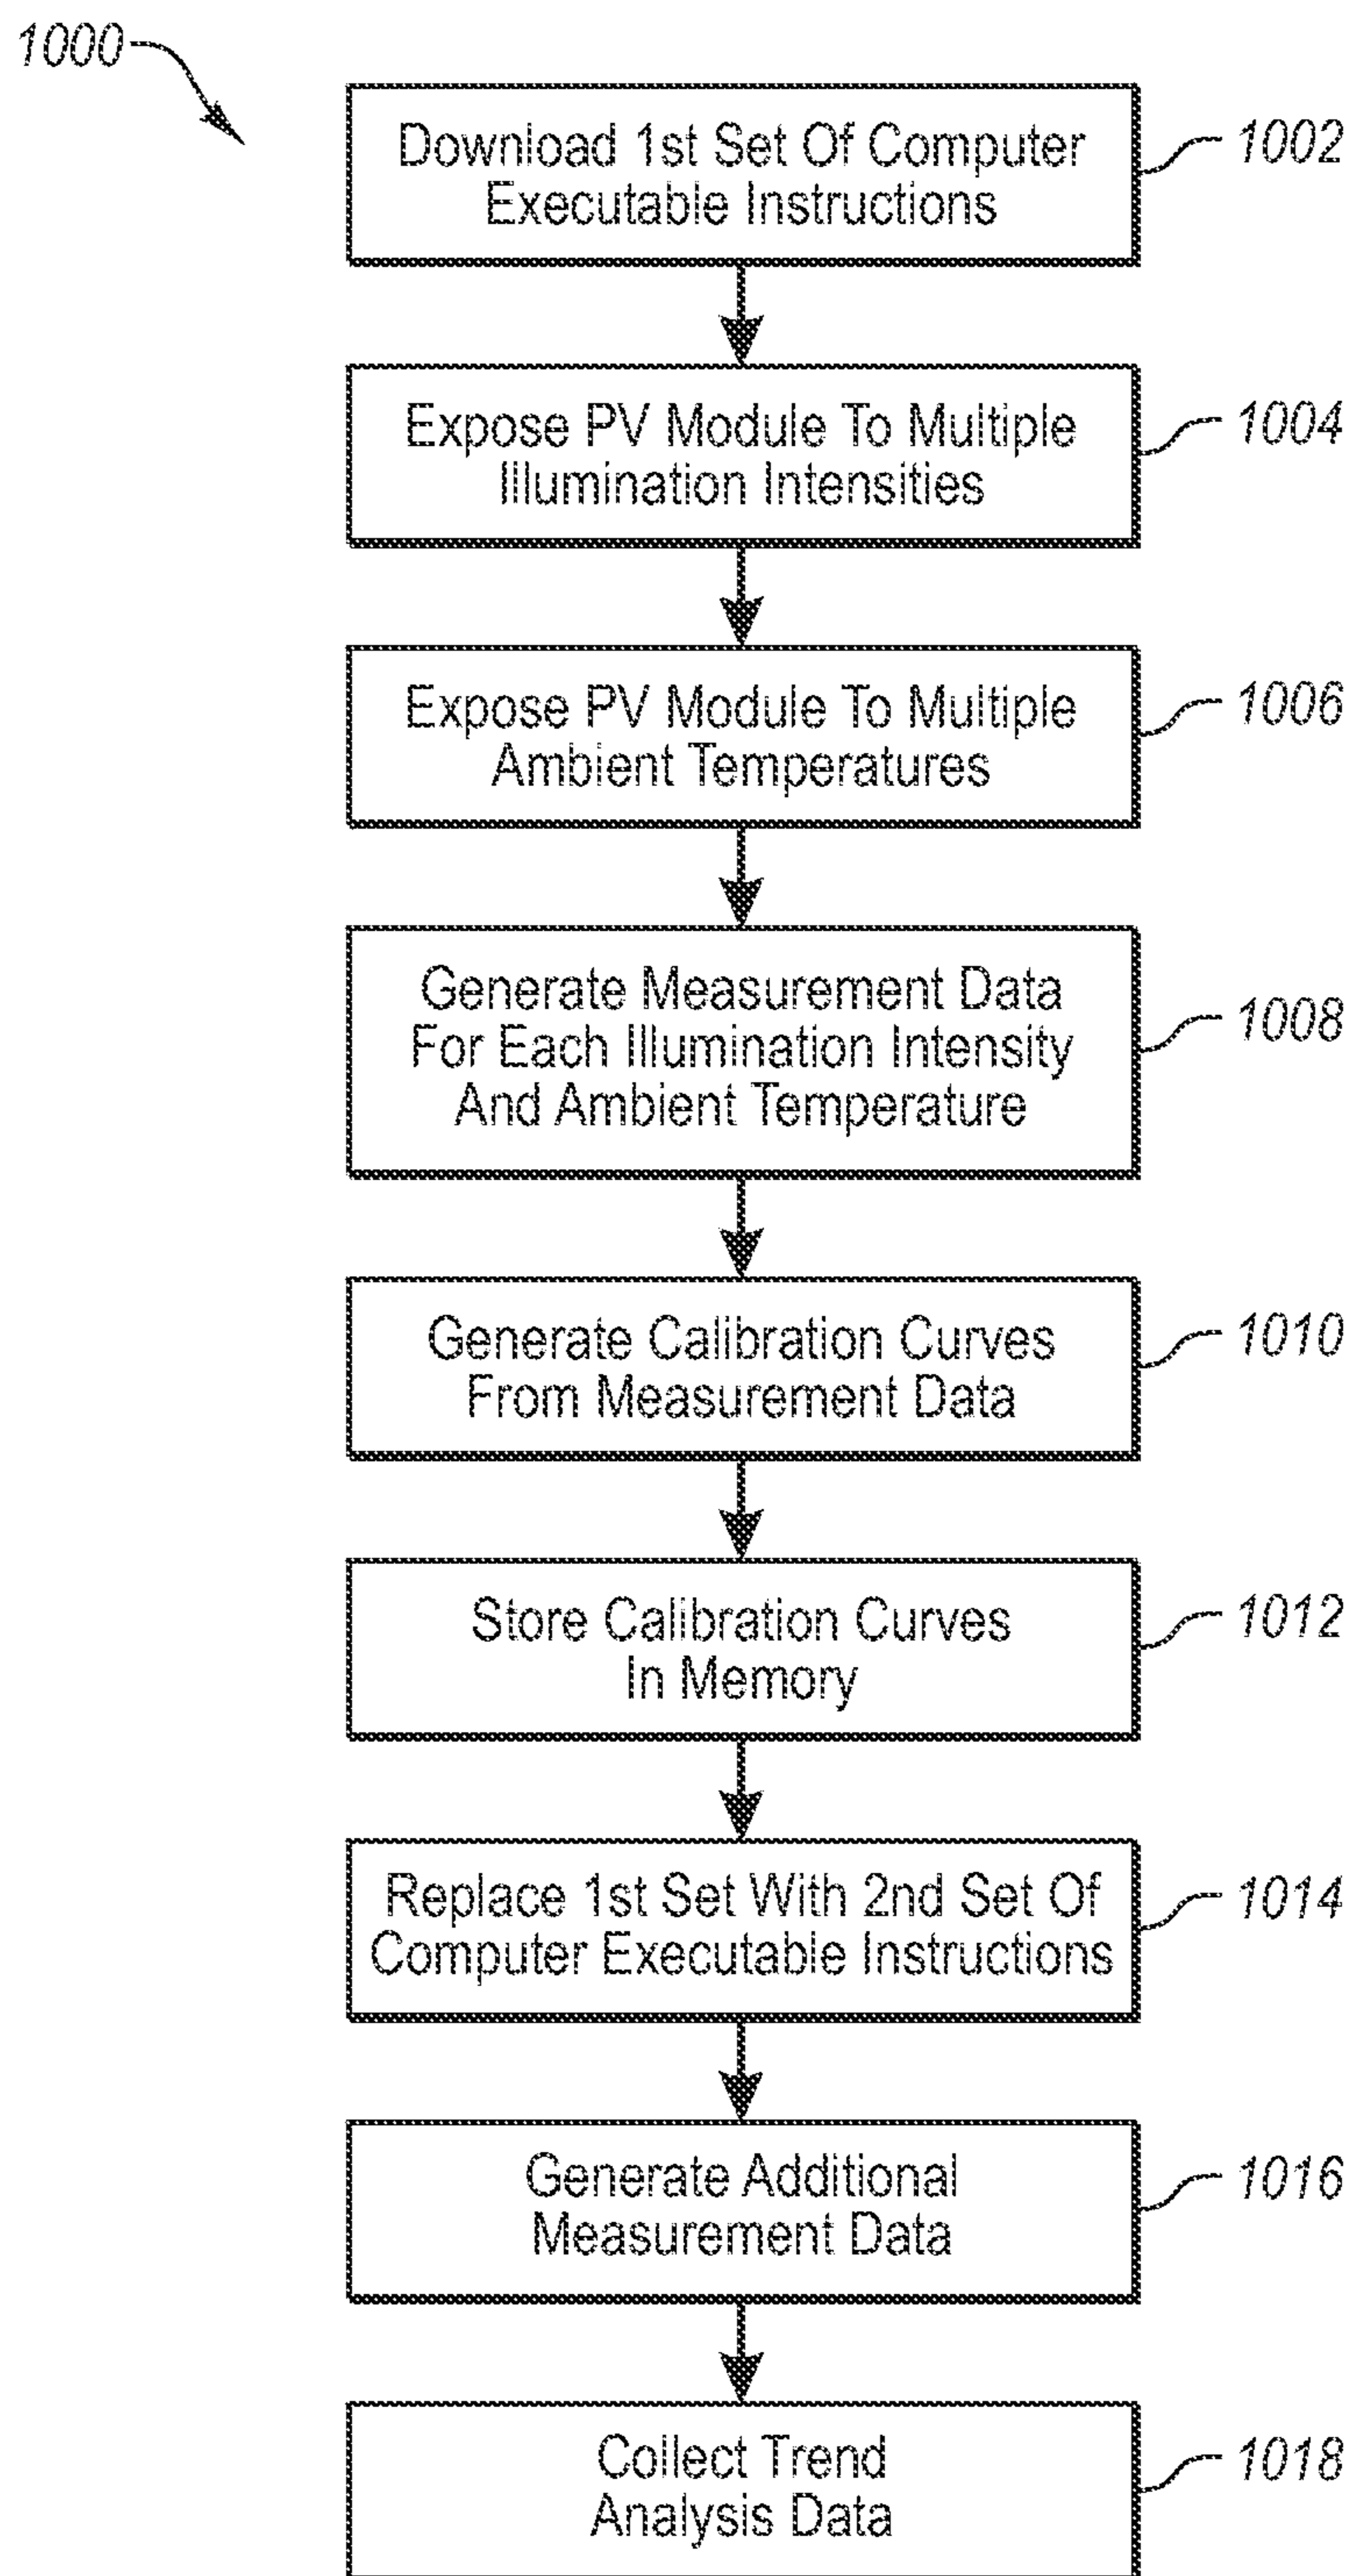 1000
Download 1st Set Of Computer
Executable Instructions
1002
Expose PV Module To Multiple
Illumination Intensities
1004
Expose PV Module To Multiple
Ambient Temperatures
1006
Generate Measurement Data
For Each Illumination Intensity
And Ambient Temperature
1008
Generate Calibration Curves
From Measurement Data
1010
Store Calibration Curves
In Memory
1012
Replace 1st Set With 2nd Set Of
Computer Executable Instructions
1014
Generate Additional
Measurement Data
1016
Collect Trend
Analysis Data
1018